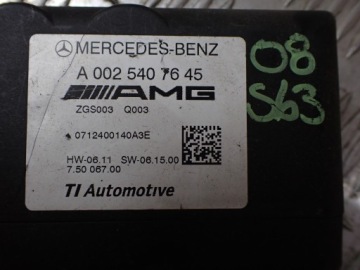 MERCEDES-BENZ
A 002 540 76 45
AMG
ZGS003 Q003
0712400140A3E
HW-06.11 SW-06.15.00
7.50 067.00
TI Automotive
08
S63